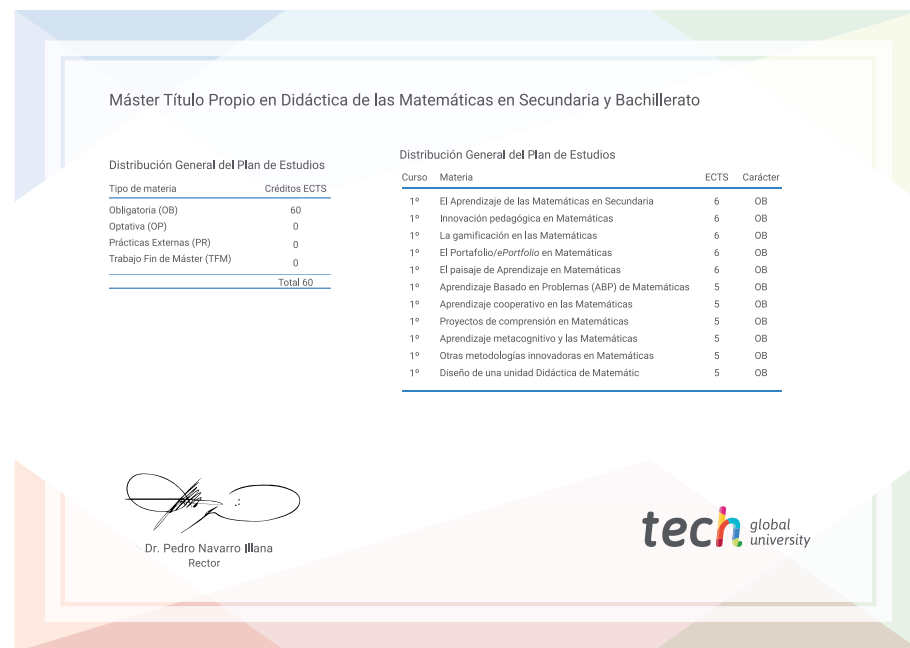 Máster Título Propio en Didáctica de las Matemáticas en Secundaria y Bachillerato
Distribución General del Plan de Estudios
Tipo de materia Créditos ECTS
Obligatoria (OB) 60
Optativa (OP) 0
Prácticas Externas (PR) 0
Trabajo Fin de Máster (TFM) 0
Total 60
Distribución General del Plan de Estudios
Curso Materia ECTS Carácter
1º El Aprendizaje de las Matemáticas en Secundaria 6 OB
1º Innovación pedagógica en Matemáticas 6 OB
1º La gamificación en las Matemáticas 6 OB
1º El Portafolio/ePortfolio en Matemáticas 6 OB
1º El paisaje de Aprendizaje en Matemáticas 6 OB
1º Aprendizaje Basado en Problemas (ABP) de Matemáticas 5 OB
1º Aprendizaje cooperativo en las Matemáticas 5 OB
1º Proyectos de comprensión en Matemáticas 5 OB
1º Aprendizaje metacognitivo y las Matemáticas 5 OB
1º Otras metodologías innovadoras en Matemáticas 5 OB
1º Diseño de una unidad Didáctica de Matemátic 5 OB
Dr. Pedro Navarro Illana
Rector
tech global
university